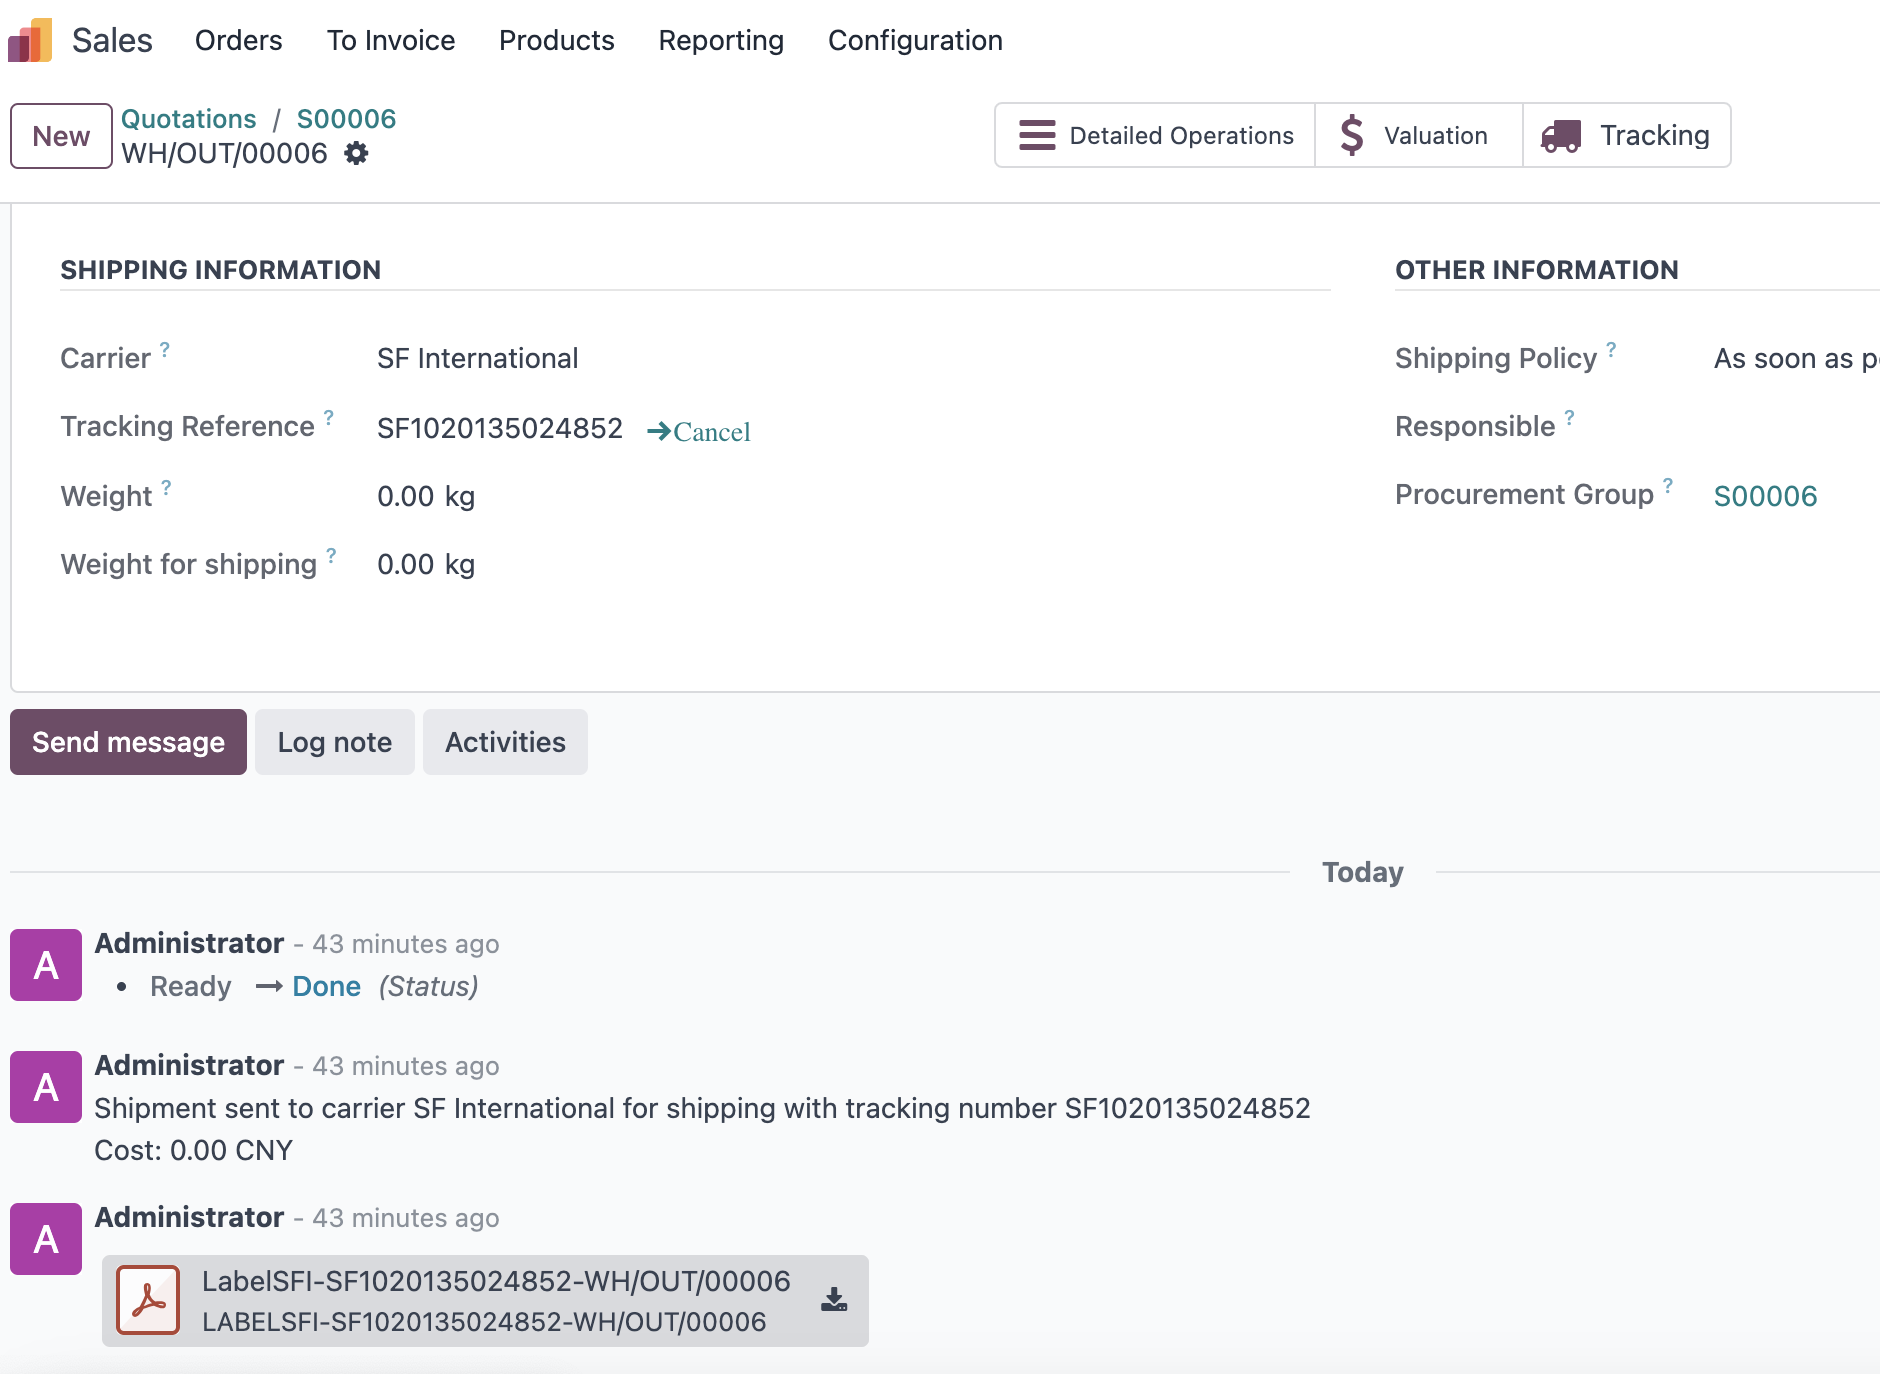 Sales Orders To Invoice Products Reporting Configuration
New
Quotations / S00006
WH/OUT/00006
Detailed Operations Valuation Tracking
SHIPPING INFORMATION
Carrier ? SF International
Tracking Reference ? SF1020135024852 Cancel
Weight ? 0.00 kg
Weight for shipping ? 0.00 kg
OTHER INFORMATION
Shipping Policy ? As soon as
Responsible ?
Procurement Group ? S00006
Send message Log note Activities
Today
A Administrator - 43 minutes ago
• Ready → Done (Status)
A Administrator - 43 minutes ago
Shipment sent to carrier SF International for shipping with tracking number SF1020135024852
Cost: 0.00 CNY
A Administrator - 43 minutes ago
LabelSFI-SF1020135024852-WH/OUT/00006
LABELSFI-SF1020135024852-WH/OUT/00006